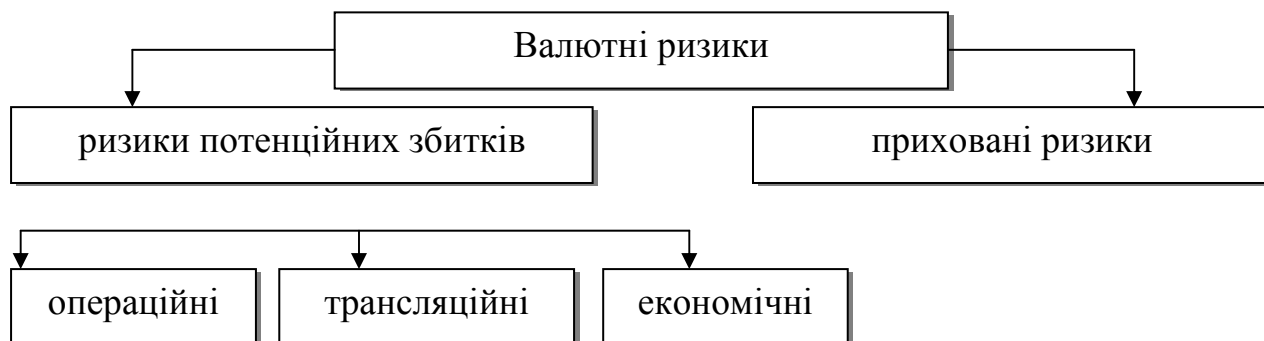 Валютні ризики
ризики потенційних збитків
приховані ризики
операційні
трансляційні
економічні